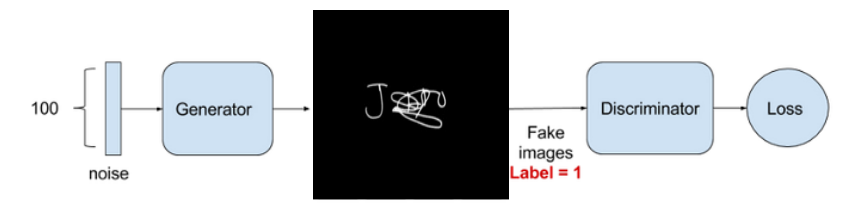 100
noise
Generator
Fake
images
Label = 1
Discriminator
Loss